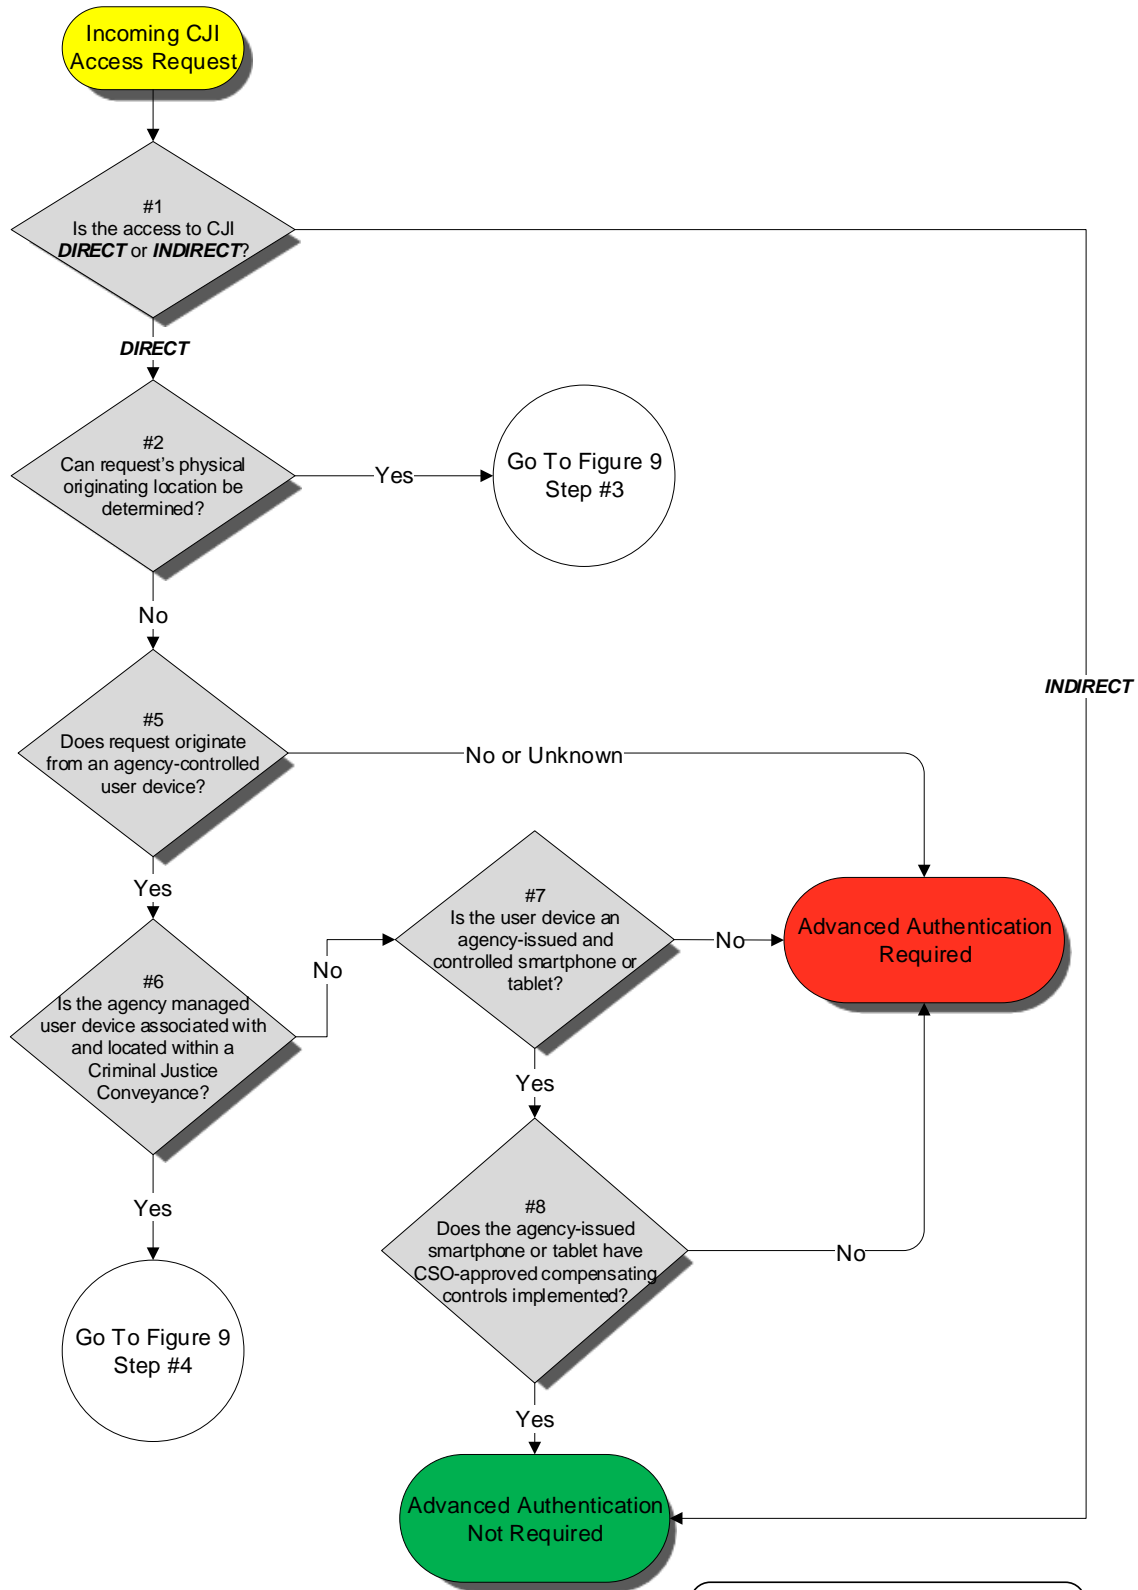 Incoming CJI
Access Request
#1
Is the access to CJI
DIRECT or INDIRECT?
DIRECT
#2
Can request's physical
originating location be
determined?
Yes
Go To Figure 9
Step #3
No
INDIRECT
#5
Does request originate
from an agency-controlled
user device?
No or Unknown
Yes
#7
Is the user device an
agency-issued and
controlled smartphone or
tablet?
No
Advanced Authentication
Required
No
#6
Is the agency managed
user device associated with
and located within a
Criminal Justice
Conveyance?
Yes
Yes
#8
Does the agency-issued
smartphone or tablet have
CSO-approved compensating
controls implemented?
No
Go To Figure 9
Step #4
Yes
Advanced Authentication
Not Required